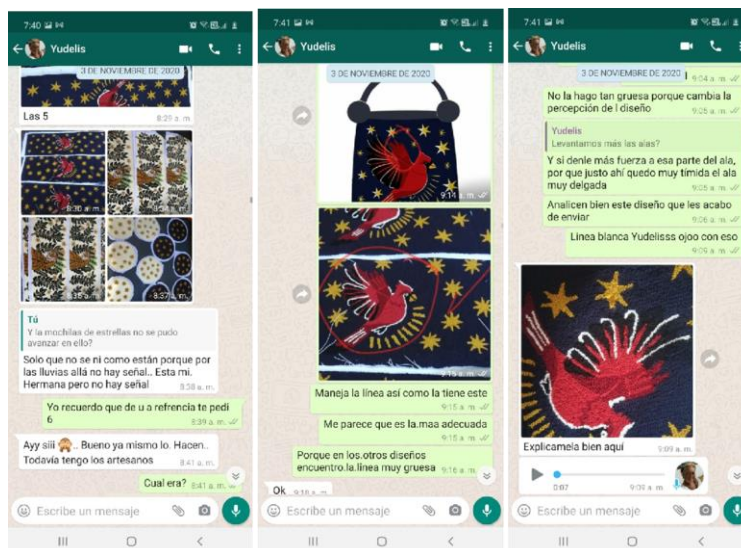 7:40
Yudelis
3 DE NOVIEMBRE DE 2020
Las 5
8:29 a. m.
8:30 a. m.
8:37 a. m.
Tú
Y la mochilas de estrellas no se pudo
avanzar en ello?
Solo que no se ni como están porque por
las lluvias allá no hay señal.. Esta mi.
Hermana pero no hay señal
8:38 a. m.
Yo recuerdo que de u a refrencia te pedi
6
8:39 a. m.
Ayy siii .. Bueno ya mismo lo. Hacen..
Todavía tengo los artesanos
8:41 a. m.
Cual era?
8:41 a. m.
Escribe un mensaje
7:41
Yudelis
3 DE NOVIEMBRE DE 2020
9:14 a. m.
9:15 a. m.
Maneja la línea así como la tiene este
9:15 a. m.
Me parece que es la.maa adecuada
9:15 a. m.
Porque en los.otros diseños
encuentro.la.linea muy gruesa
9:16 a. m.
Ok
Escribe un mensaje
7:41
Yudelis
3 DE NOVIEMBRE DE 2020
9:04 a. m.
No la hago tan gruesa porque cambia la
percepción de l diseño
9:05 a. m.
Yudelis
Levantamos más las alas?
Y si denle más fuerza a esa parte del ala,
por que justo ahí quedo muy tímida el ala
muy delgada
9:05 a. m.
Analicen bien este diseño que les acabo
de enviar
9:06 a. m.
Linea blanca Yudelisss ojoo con eso
9:09 a. m.
Explicamela bien aquí
9:09 a. m.
0:07
9:09 a. m.
Escribe un mensaje